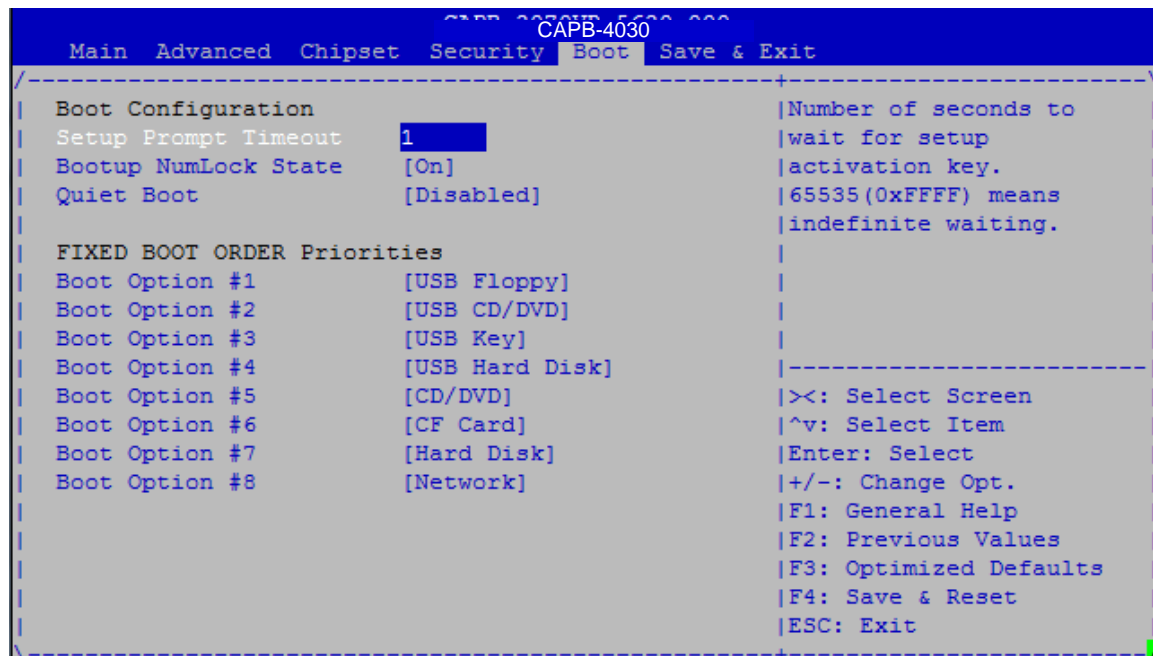 CAPB-4030
Main Advanced Chipset Security Boot Save & Exit
Boot Configuration
Setup Prompt Timeout 1
Bootup NumLock State [On]
Quiet Boot [Disabled]
FIXED BOOT ORDER Priorities
Boot Option #1 [USB Floppy]
Boot Option #2 [USB CD/DVD]
Boot Option #3 [USB Key]
Boot Option #4 [USB Hard Disk]
Boot Option #5 [CD/DVD]
Boot Option #6 [CF Card]
Boot Option #7 [Hard Disk]
Boot Option #8 [Network]
Number of seconds to
wait for setup
activation key.
65535(0xFFFF) means
indefinite waiting.
><: Select Screen
^v: Select Item
Enter: Select
+/-: Change Opt.
F1: General Help
F2: Previous Values
F3: Optimized Defaults
F4: Save & Reset
ESC: Exit